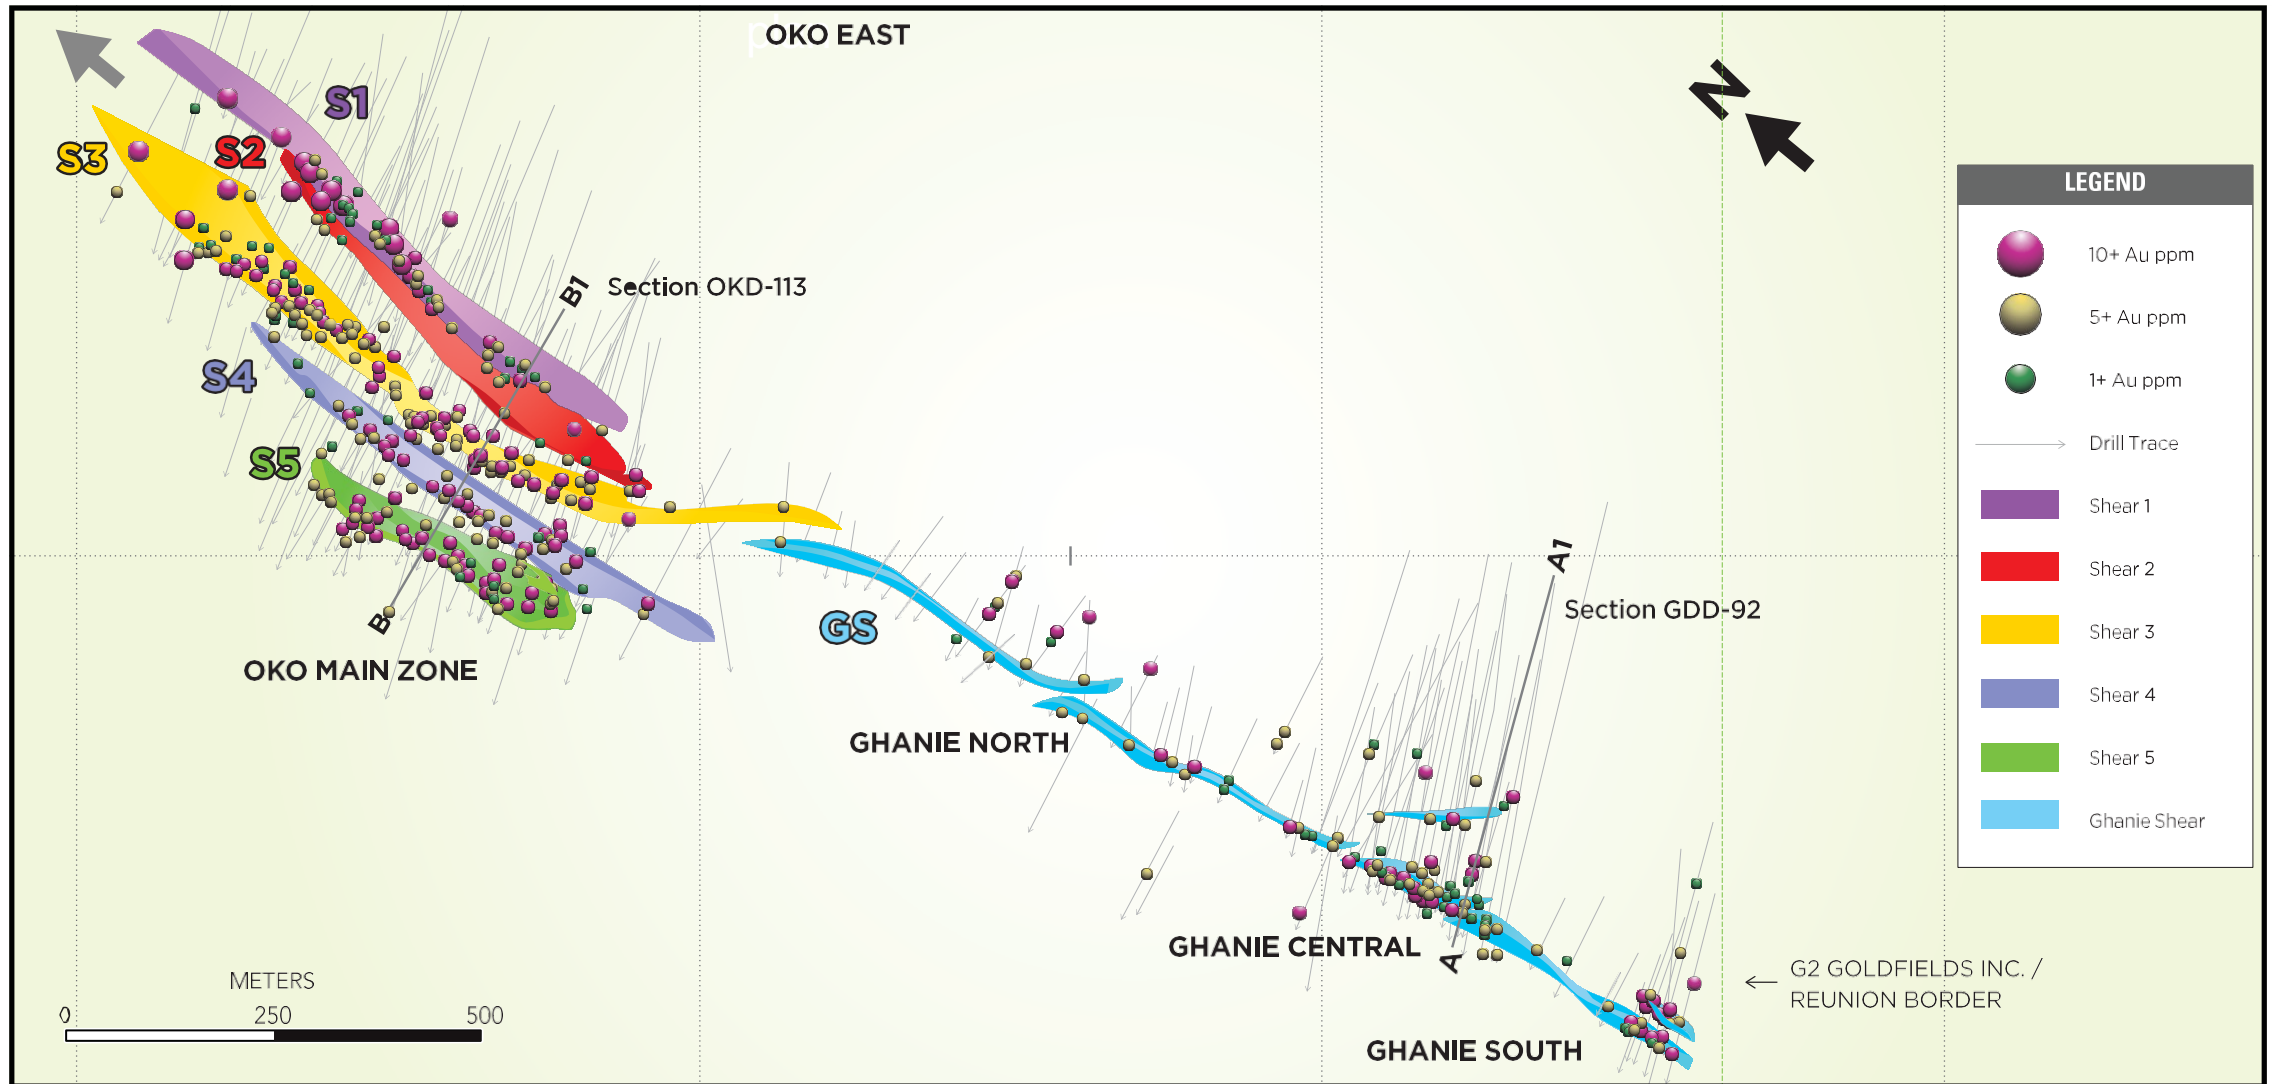 OKO EAST
N
S1
S2
S3
B1
Section OKD-113
S4
S5
B
OKO MAIN ZONE
GS
GHANIE NORTH
A1
Section GDD-92
GHANIE CENTRAL
A
GHANIE SOUTH
G2 GOLDFIELDS INC. /
REUNION BORDER
METERS
0 250 500
LEGEND
10+ Au ppm
5+ Au ppm
1+ Au ppm
Drill Trace
Shear 1
Shear 2
Shear 3
Shear 4
Shear 5
Ghanie Shear